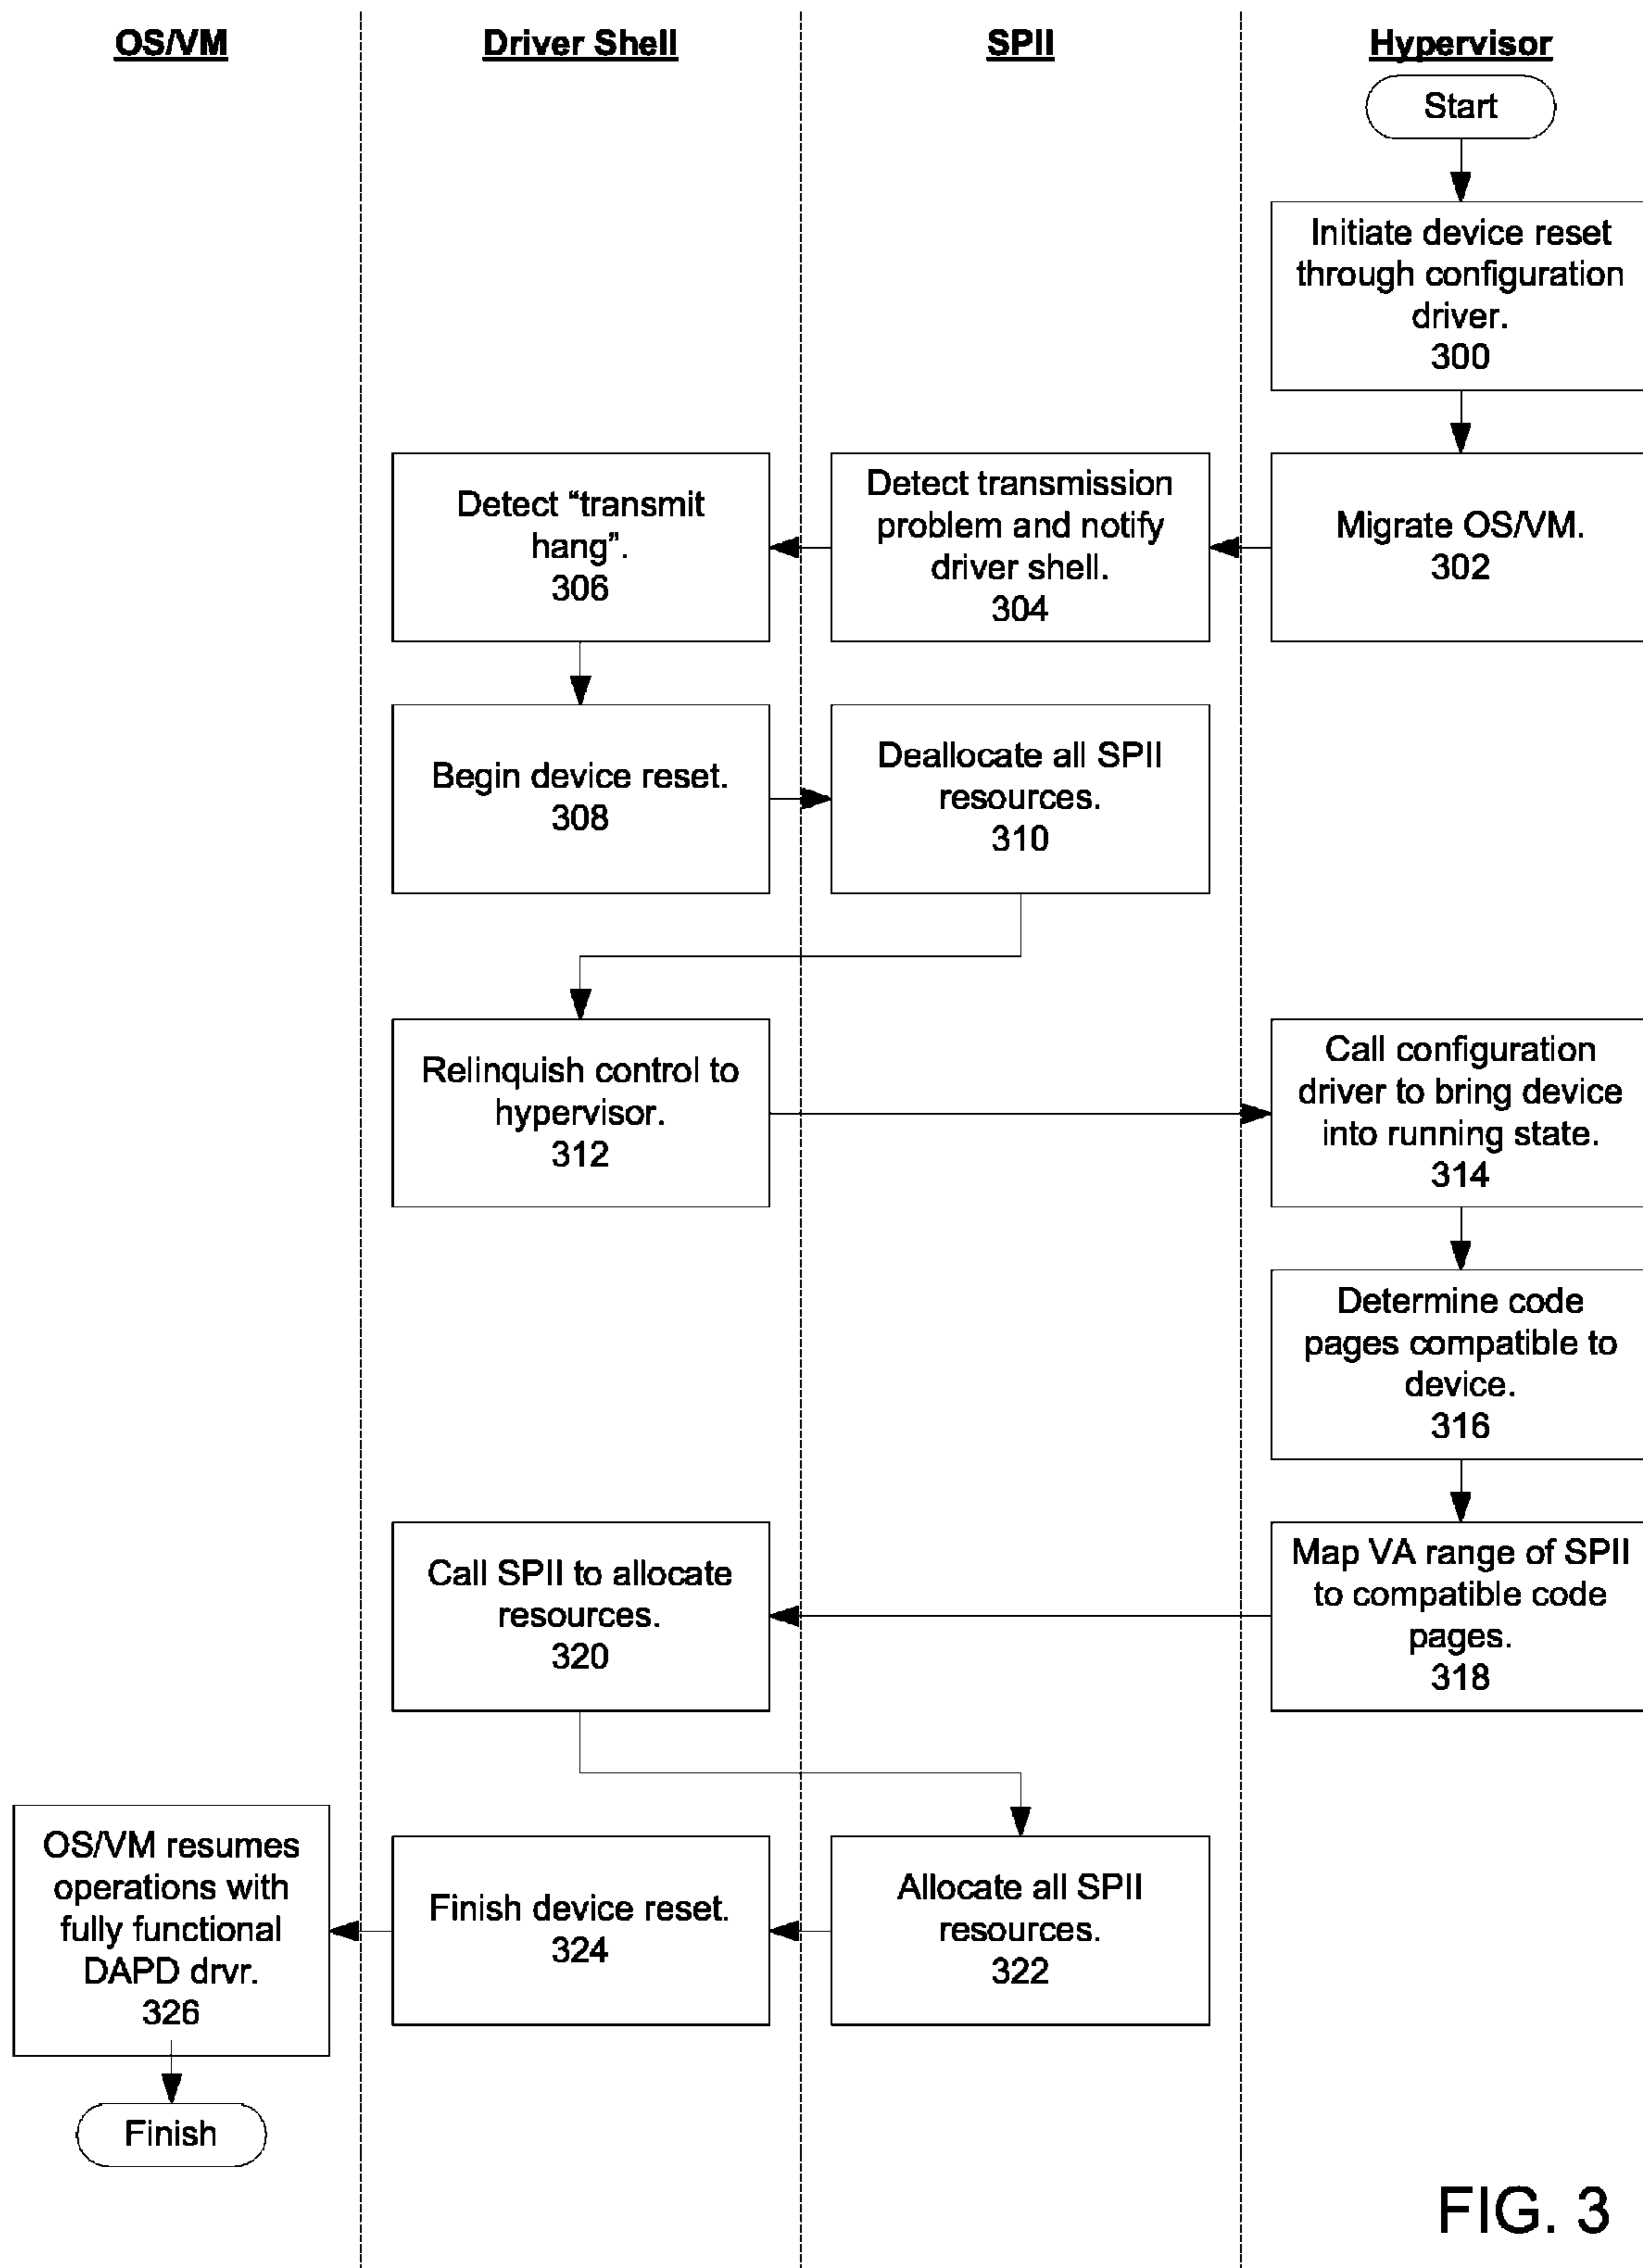 OS/VM
Driver Shell
SPII
Hypervisor
Start
Initiate device reset
through configuration
driver.
300
Migrate OS/VM.
302
Detect transmission
problem and notify
driver shell.
304
Detect “transmit
hang”.
306
Begin device reset.
308
Deallocate all SPII
resources.
310
Relinquish control to
hypervisor.
312
Call configuration
driver to bring device
into running state.
314
Determine code
pages compatible to
device.
316
Map VA range of SPII
to compatible code
pages.
318
Call SPII to allocate
resources.
320
Allocate all SPII
resources.
322
Finish device reset.
324
OS/VM resumes
operations with
fully functional
DAPD drvr.
326
Finish
FIG. 3